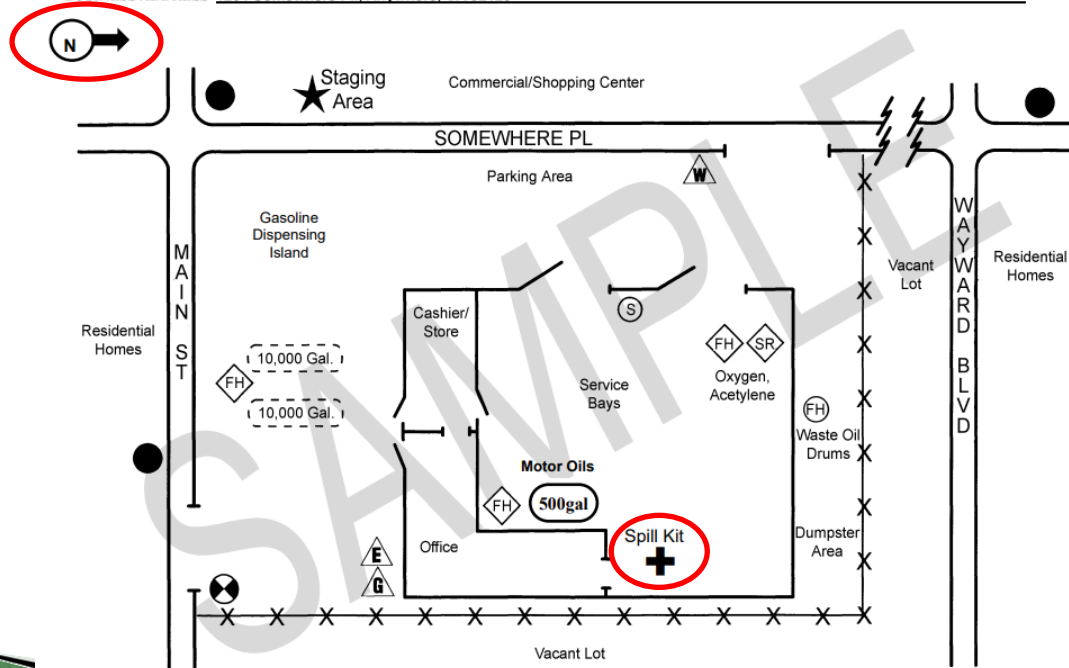 N
Staging
Area
Commercial/Shopping Center
SOMEWHERE PL
Parking Area
W
Gasoline
Dispensing
Island
MAIN ST
WAYWARD BLVD
Vacant
Lot
Residential
Homes
Cashier/
Store
S
Residential
Homes
10,000 Gal.
FH
10,000 Gal.
FH
SR
Oxygen,
Acetylene
Service
Bays
FH
Waste Oil
Drums
Motor Oils
FH
500gal
Spill Kit
Office
E
G
Dumpster
Area
X X X X X X X X
X X X X X X X X X X X X X X
Vacant Lot
SAMPLE